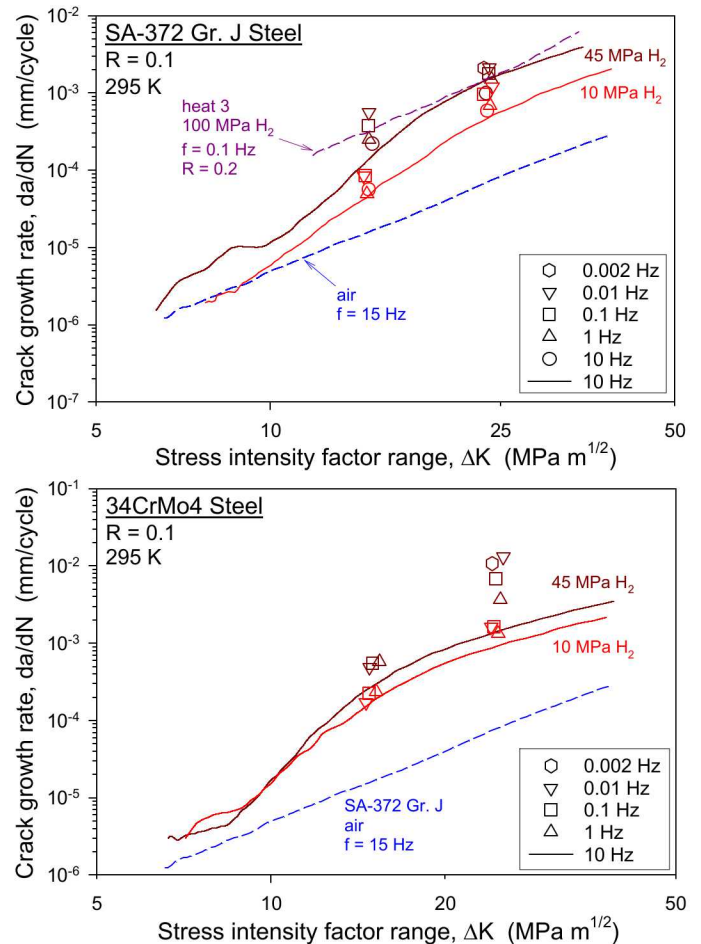 SA-372 Gr. J Steel
R = 0.1
295 K
heat 3
100 MPa H₂
f = 0.1 Hz
R = 0.2
45 MPa H₂
10 MPa H₂
air
f = 15 Hz
0.002 Hz
0.01 Hz
0.1 Hz
1 Hz
10 Hz
10 Hz
10⁻²
10⁻³
10⁻⁴
10⁻⁵
10⁻⁶
10⁻⁷
Crack growth rate, da/dN (mm/cycle)
5
10
25
50
Stress intensity factor range, ΔK (MPa m¹/²)
34CrMo4 Steel
R = 0.1
295 K
45 MPa H₂
10 MPa H₂
SA-372 Gr. J
air
f = 15 Hz
0.002 Hz
0.01 Hz
0.1 Hz
1 Hz
10 Hz
10⁻¹
10⁻²
10⁻³
10⁻⁴
10⁻⁵
10⁻⁶
Crack growth rate, da/dN (mm/cycle)
5
10
20
50
Stress intensity factor range, ΔK (MPa m¹/²)